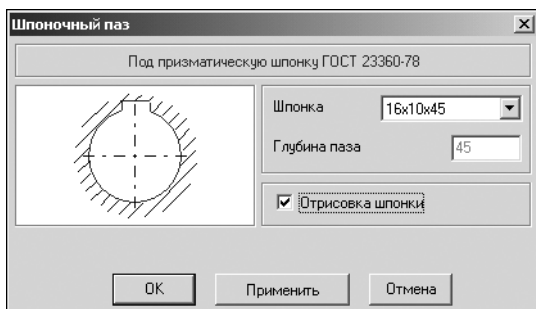 Шпоночный паз
Под призматическую шпонку ГОСТ 23360-78
Шпонка 16x10x45
Глубина паза 45
Отрисовка шпонки
OK Применить Отмена